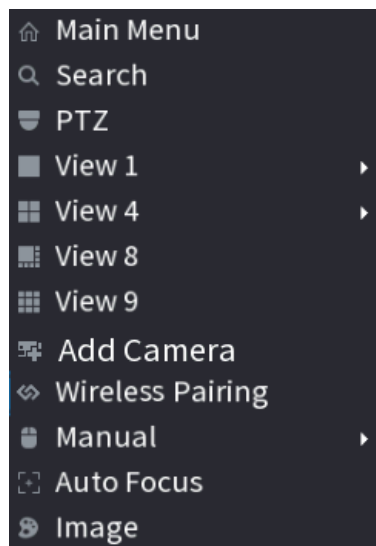 Main Menu
Search
PTZ
View 1
View 4
View 8
View 9
Add Camera
Wireless Pairing
Manual
Auto Focus
Image